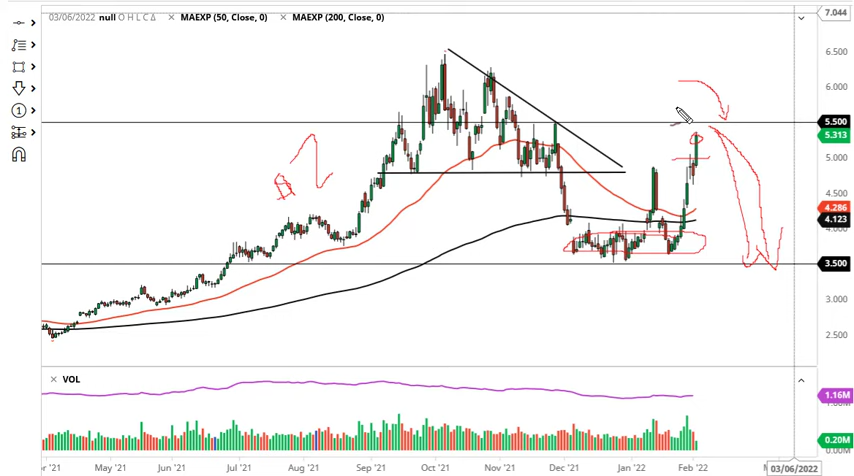 03/06/2022 null O H L C Δ × MAEXP (50, Close, 0) × MAEXP (200, Close, 0)
7.044
6.500
6.000
5.500
5.313
5.000
4.500
4.286
4.123
4.000
3.500
3.000
2.500
× VOL
1.16M
0.20M
May '21 Jun '21 Jul '21 Aug '21 Sep '21 Oct '21 Nov '21 Dec '21 Jan '22 Feb '22 03/06/2022